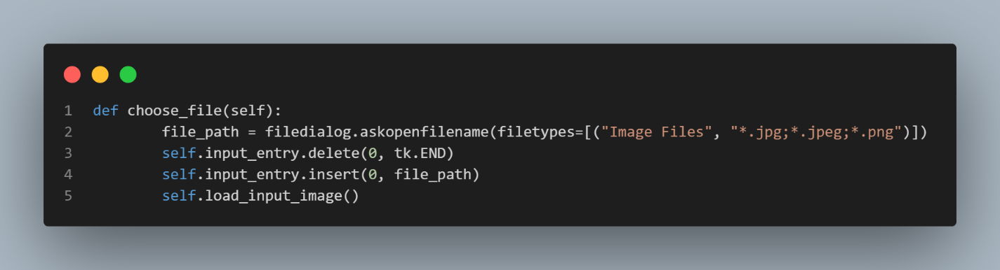 1 def choose_file(self):
2         file_path = filedialog.askopenfilename(filetypes=[("Image Files", "*.jpg;*.jpeg;*.png")])
3         self.input_entry.delete(0, tk.END)
4         self.input_entry.insert(0, file_path)
5         self.load_input_image()